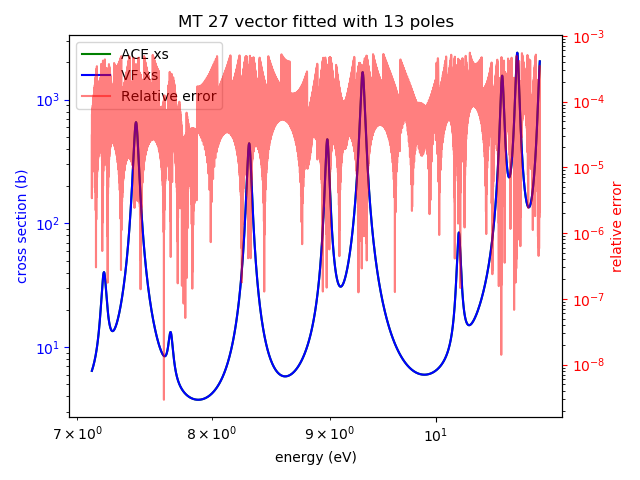 MT 27 vector fitted with 13 poles
ACE xs
VF xs
Relative error
cross section (b)
10³
10²
10¹
relative error
10⁻³
10⁻⁴
10⁻⁵
10⁻⁶
10⁻⁷
10⁻⁸
7 × 10⁰
8 × 10⁰
9 × 10⁰
10¹
energy (eV)